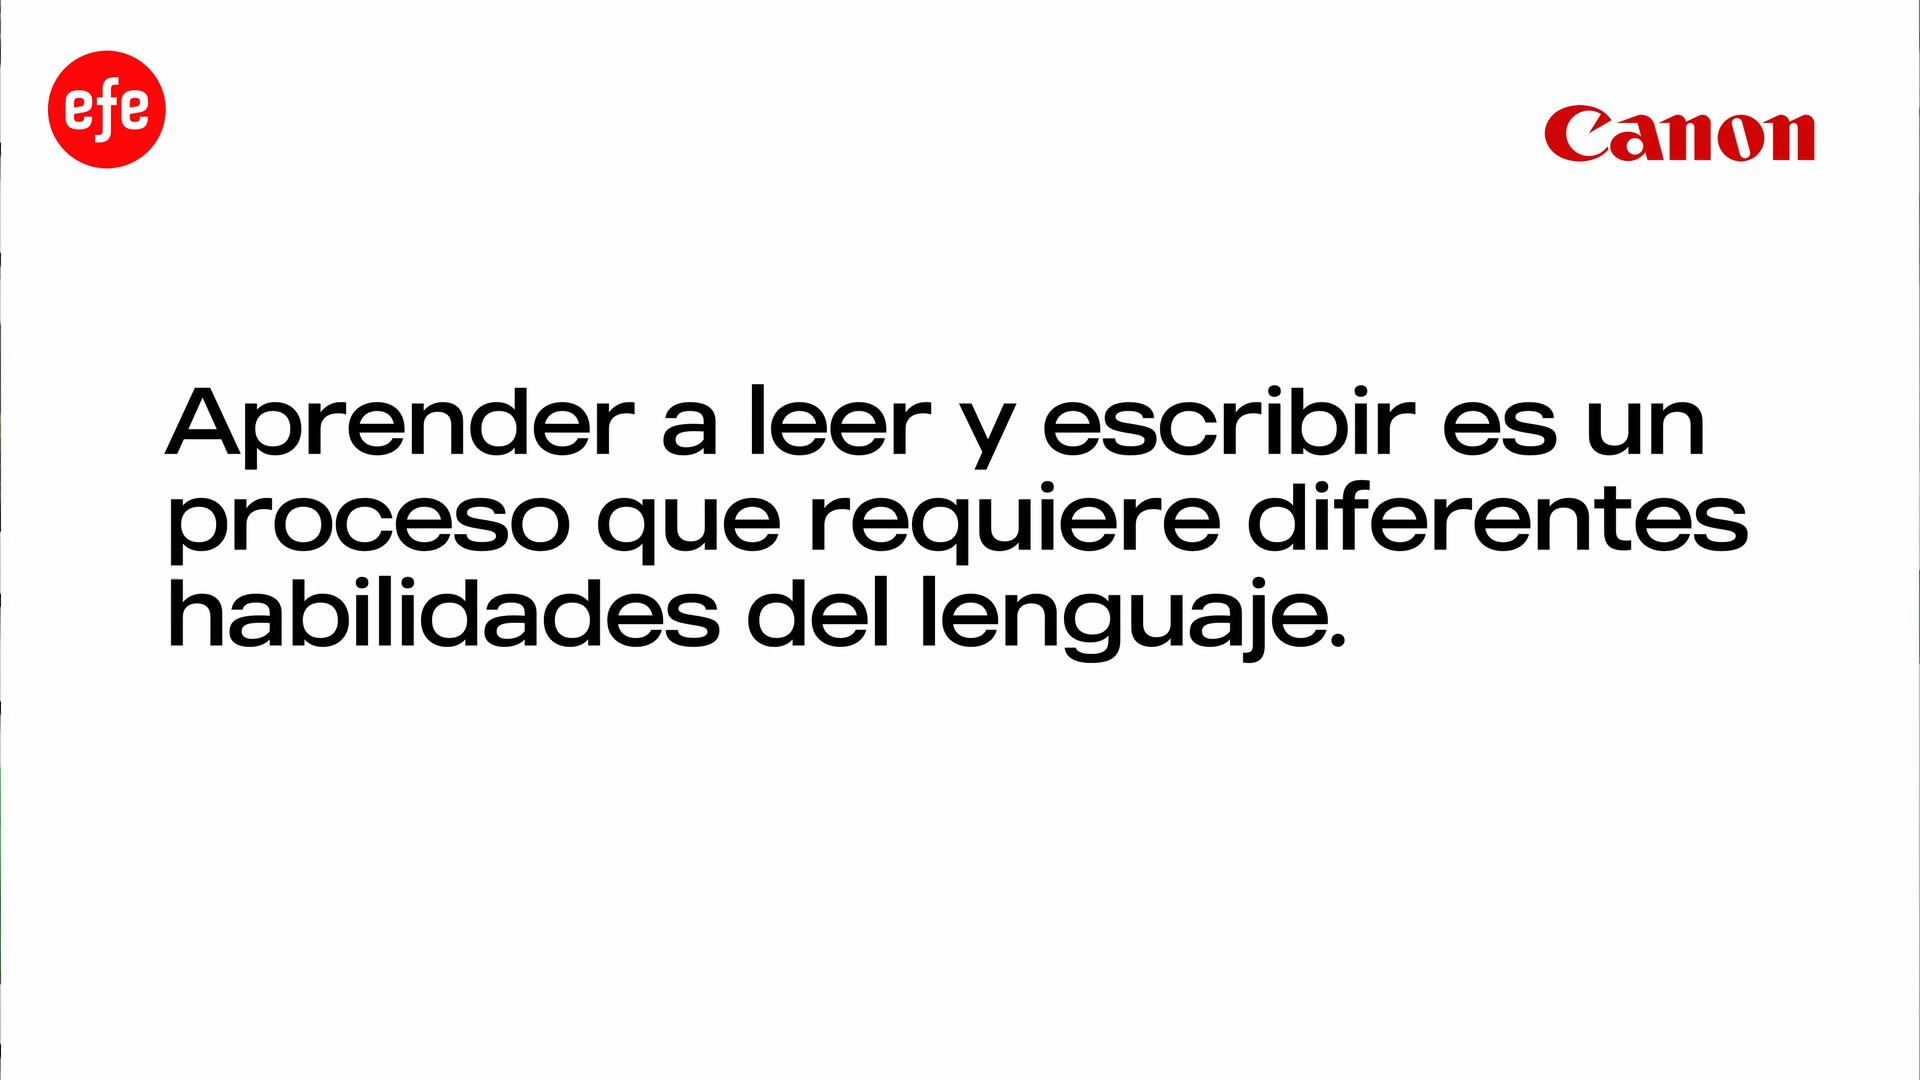 efe
Canon
Aprender a leer y escribir es un
proceso que requiere diferentes
habilidades del lenguaje.